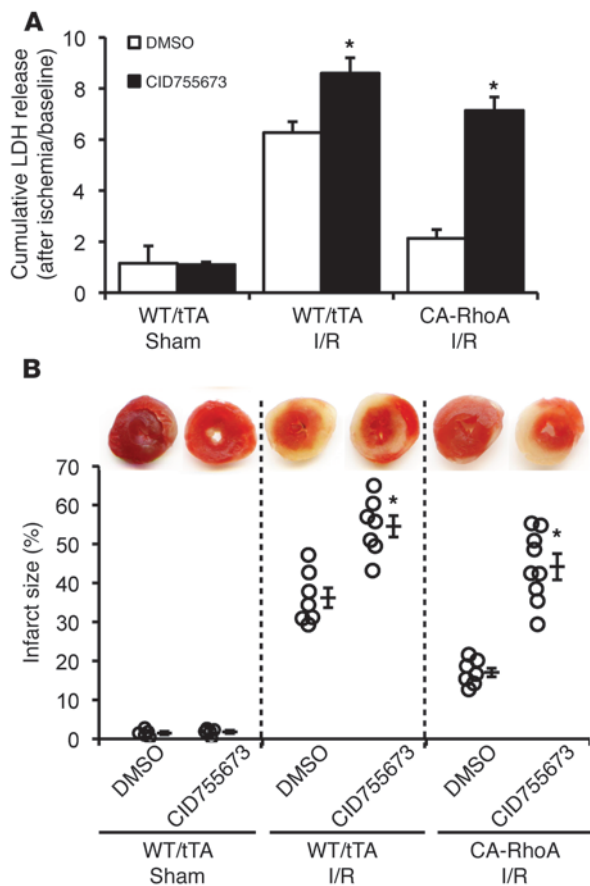 A
Cumulative LDH release
(after ischemia/baseline)
10
8
6
4
2
0
DMSO
CID755673
*
*
WT/tTA
Sham
WT/tTA
I/R
CA-RhoA
I/R
B
Infarct size (%)
70
60
50
40
30
20
10
0
*
*
DMSO
CID755673
DMSO
CID755673
DMSO
CID755673
WT/tTA
Sham
WT/tTA
I/R
CA-RhoA
I/R